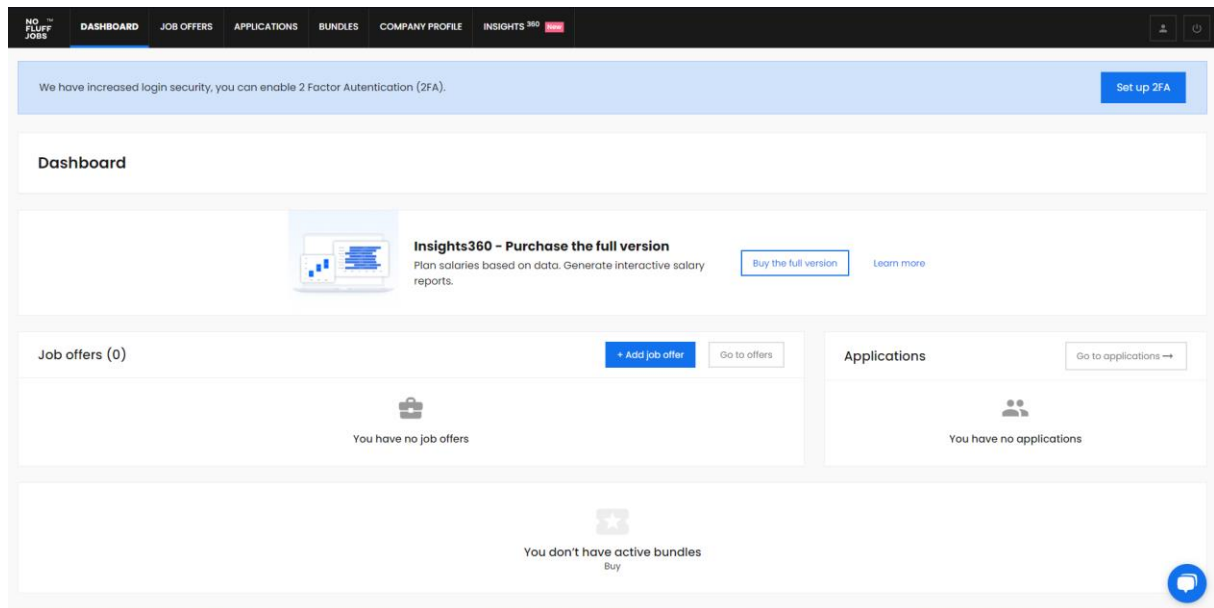 NO TM
FLUFF
JOBS
DASHBOARD
JOB OFFERS
APPLICATIONS
BUNDLES
COMPANY PROFILE
INSIGHTS 360 New
We have increased login security, you can enable 2 Factor Autentication (2FA).
Set up 2FA
Dashboard
Insights360 - Purchase the full version
Plan salaries based on data. Generate interactive salary
reports.
Buy the full version
Learn more
Job offers (0)
+ Add job offer
Go to offers
You have no job offers
Applications
Go to applications →
You have no applications
You don't have active bundles
Buy